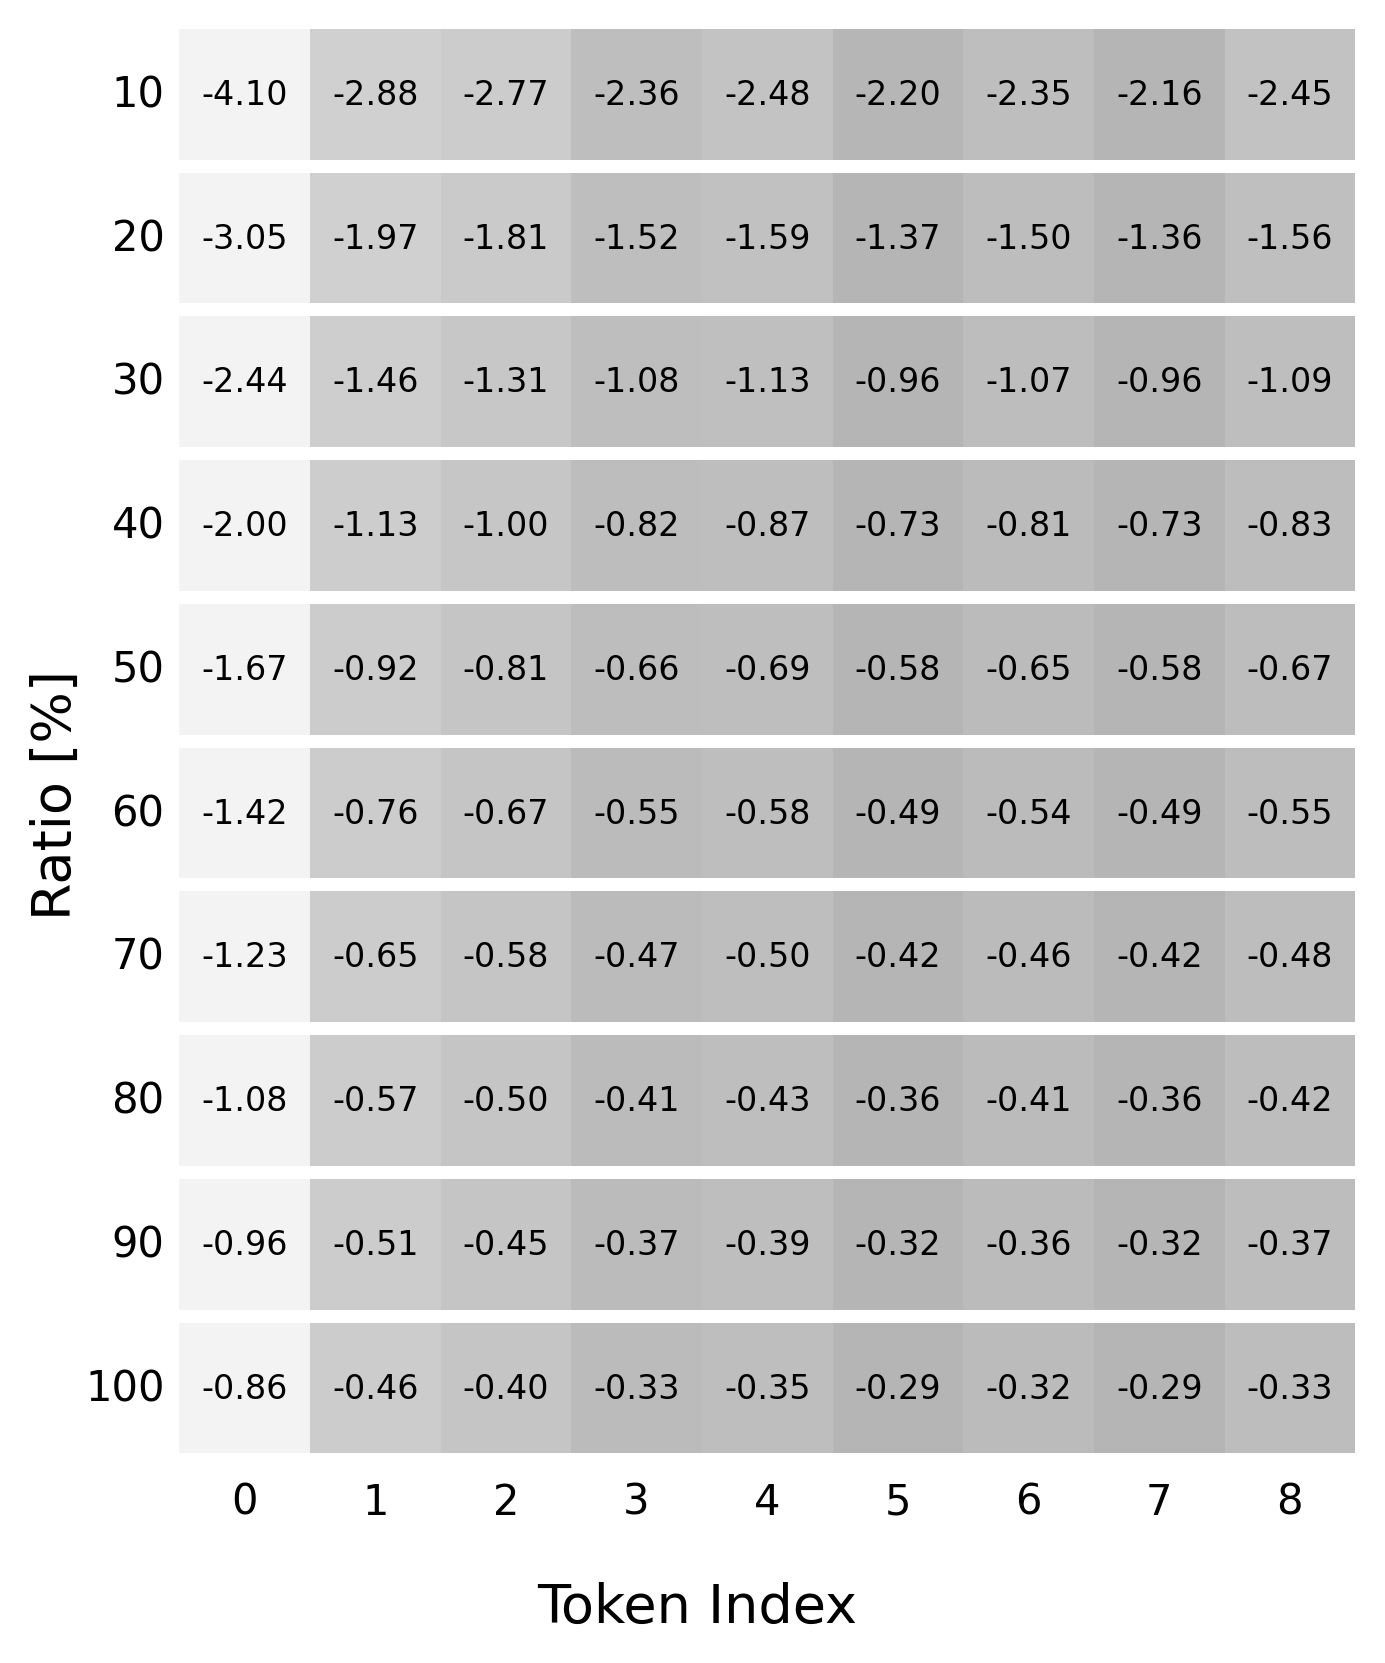 10 -4.10 -2.88 -2.77 -2.36 -2.48 -2.20 -2.35 -2.16 -2.45
20 -3.05 -1.97 -1.81 -1.52 -1.59 -1.37 -1.50 -1.36 -1.56
30 -2.44 -1.46 -1.31 -1.08 -1.13 -0.96 -1.07 -0.96 -1.09
40 -2.00 -1.13 -1.00 -0.82 -0.87 -0.73 -0.81 -0.73 -0.83
50 -1.67 -0.92 -0.81 -0.66 -0.69 -0.58 -0.65 -0.58 -0.67
60 -1.42 -0.76 -0.67 -0.55 -0.58 -0.49 -0.54 -0.49 -0.55
70 -1.23 -0.65 -0.58 -0.47 -0.50 -0.42 -0.46 -0.42 -0.48
80 -1.08 -0.57 -0.50 -0.41 -0.43 -0.36 -0.41 -0.36 -0.42
90 -0.96 -0.51 -0.45 -0.37 -0.39 -0.32 -0.36 -0.32 -0.37
100 -0.86 -0.46 -0.40 -0.33 -0.35 -0.29 -0.32 -0.29 -0.33
0 1 2 3 4 5 6 7 8
Token Index
Ratio [%]